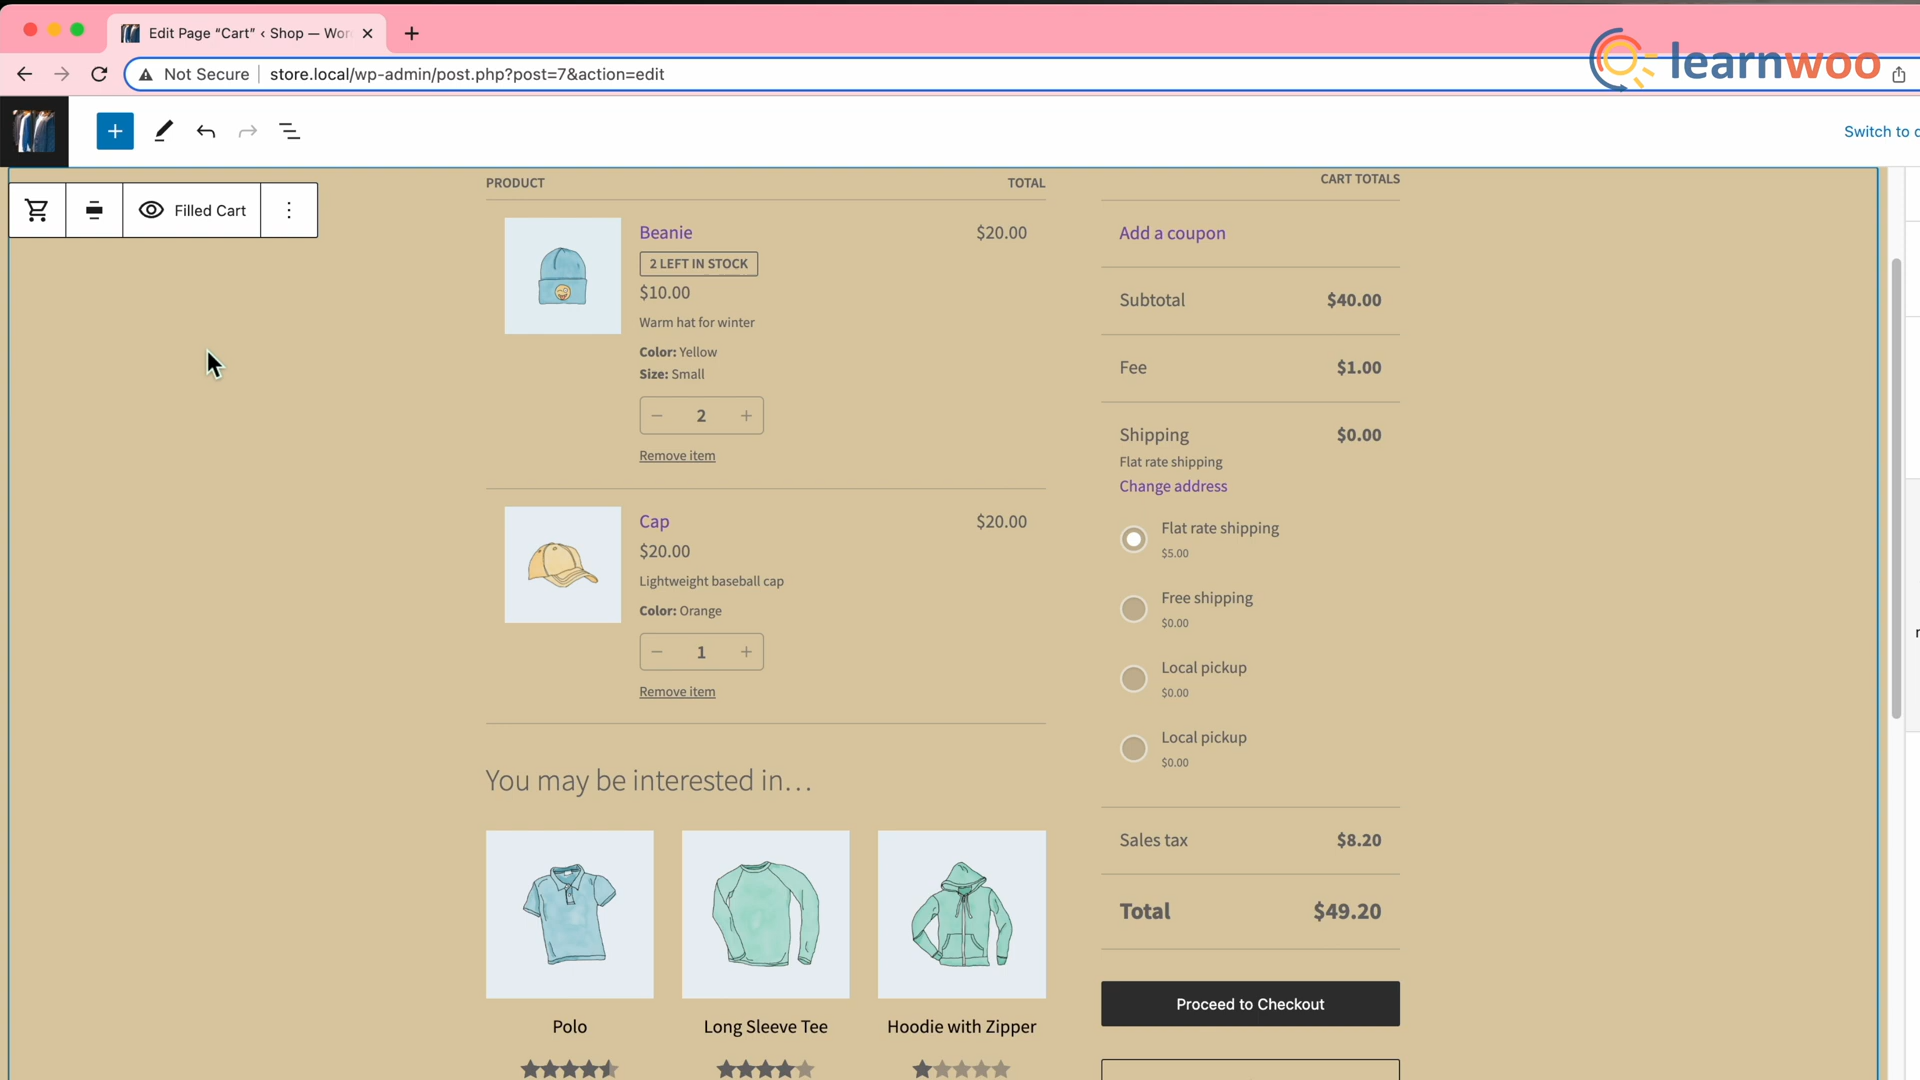 Edit Page “Cart” ‹ Shop — Wor
Not Secure
store.local/wp-admin/post.php?post=7&action=edit
learnwoo
Switch to
Filled Cart
PRODUCT
TOTAL
Beanie
$20.00
2 LEFT IN STOCK
$10.00
Warm hat for winter
Color: Yellow
Size: Small
2
Remove item
Cap
$20.00
$20.00
Lightweight baseball cap
Color: Orange
1
Remove item
You may be interested in…
Polo
Long Sleeve Tee
Hoodie with Zipper
CART TOTALS
Add a coupon
Subtotal
$40.00
Fee
$1.00
Shipping
$0.00
Flat rate shipping
Change address
Flat rate shipping
$5.00
Free shipping
$0.00
Local pickup
$0.00
Local pickup
$0.00
Sales tax
$8.20
Total
$49.20
Proceed to Checkout